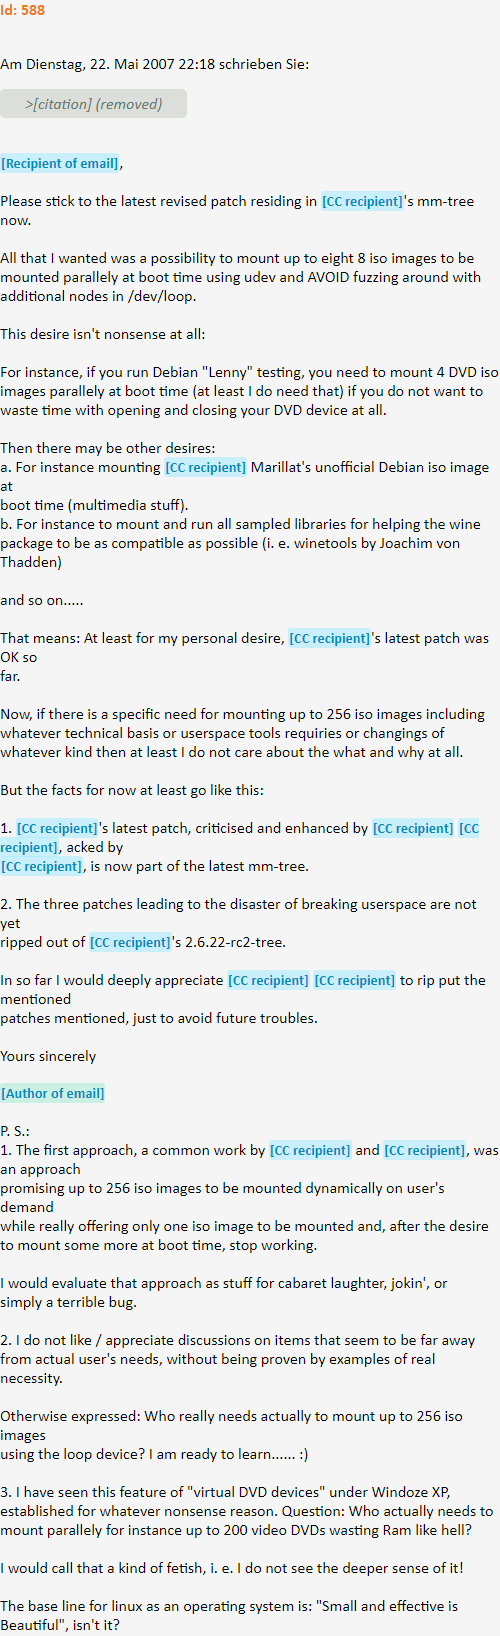 Id: 588
Am Dienstag, 22. Mai 2007 22:18 schrieben Sie:
>[citation] (removed)
[Recipient of email],
Please stick to the latest revised patch residing in [CC recipient]'s mm-tree
now.
All that I wanted was a possibility to mount up to eight 8 iso images to be
mounted parallely at boot time using udev and AVOID fuzzing around with
additional nodes in /dev/loop.
This desire isn't nonsense at all:
For instance, if you run Debian "Lenny" testing, you need to mount 4 DVD iso
images parallely at boot time (at least I do need that) if you do not want to
waste time with opening and closing your DVD device at all.
Then there may be other desires:
a. For instance mounting [CC recipient] Marillat's unofficial Debian iso image
at
boot time (multimedia stuff).
b. For instance to mount and run all sampled libraries for helping the wine
package to be as compatible as possible (i. e. winetools by Joachim von
Thadden)
and so on.....
That means: At least for my personal desire, [CC recipient]'s latest patch was
OK so
far.
Now, if there is a specific need for mounting up to 256 iso images including
whatever technical basis or userspace tools requiries or changings of
whatever kind then at least I do not care about the what and why at all.
But the facts for now at least go like this:
1. [CC recipient]'s latest patch, criticised and enhanced by [CC recipient] [CC
recipient], acked by
[CC recipient], is now part of the latest mm-tree.
2. The three patches leading to the disaster of breaking userspace are not
yet
ripped out of [CC recipient]'s 2.6.22-rc2-tree.
In so far I would deeply appreciate [CC recipient] [CC recipient] to rip put the
mentioned
patches mentioned, just to avoid future troubles.
Yours sincerely
[Author of email]
P. S.:
1. The first approach, a common work by [CC recipient] and [CC recipient], was
an approach
promising up to 256 iso images to be mounted dynamically on user's
demand
while really offering only one iso image to be mounted and, after the desire
to mount some more at boot time, stop working.
I would evaluate that approach as stuff for cabaret laughter, jokin', or
simply a terrible bug.
2. I do not like / appreciate discussions on items that seem to be far away
from actual user's needs, without being proven by examples of real
necessity.
Otherwise expressed: Who really needs actually to mount up to 256 iso
images
using the loop device? I am ready to learn...... :)
3. I have seen this feature of "virtual DVD devices" under Windoze XP,
established for whatever nonsense reason. Question: Who actually needs to
mount parallely for instance up to 200 video DVDs wasting Ram like hell?
I would call that a kind of fetish, i. e. I do not see the deeper sense of it!
The base line for linux as an operating system is: "Small and effective is
Beautiful", isn't it?